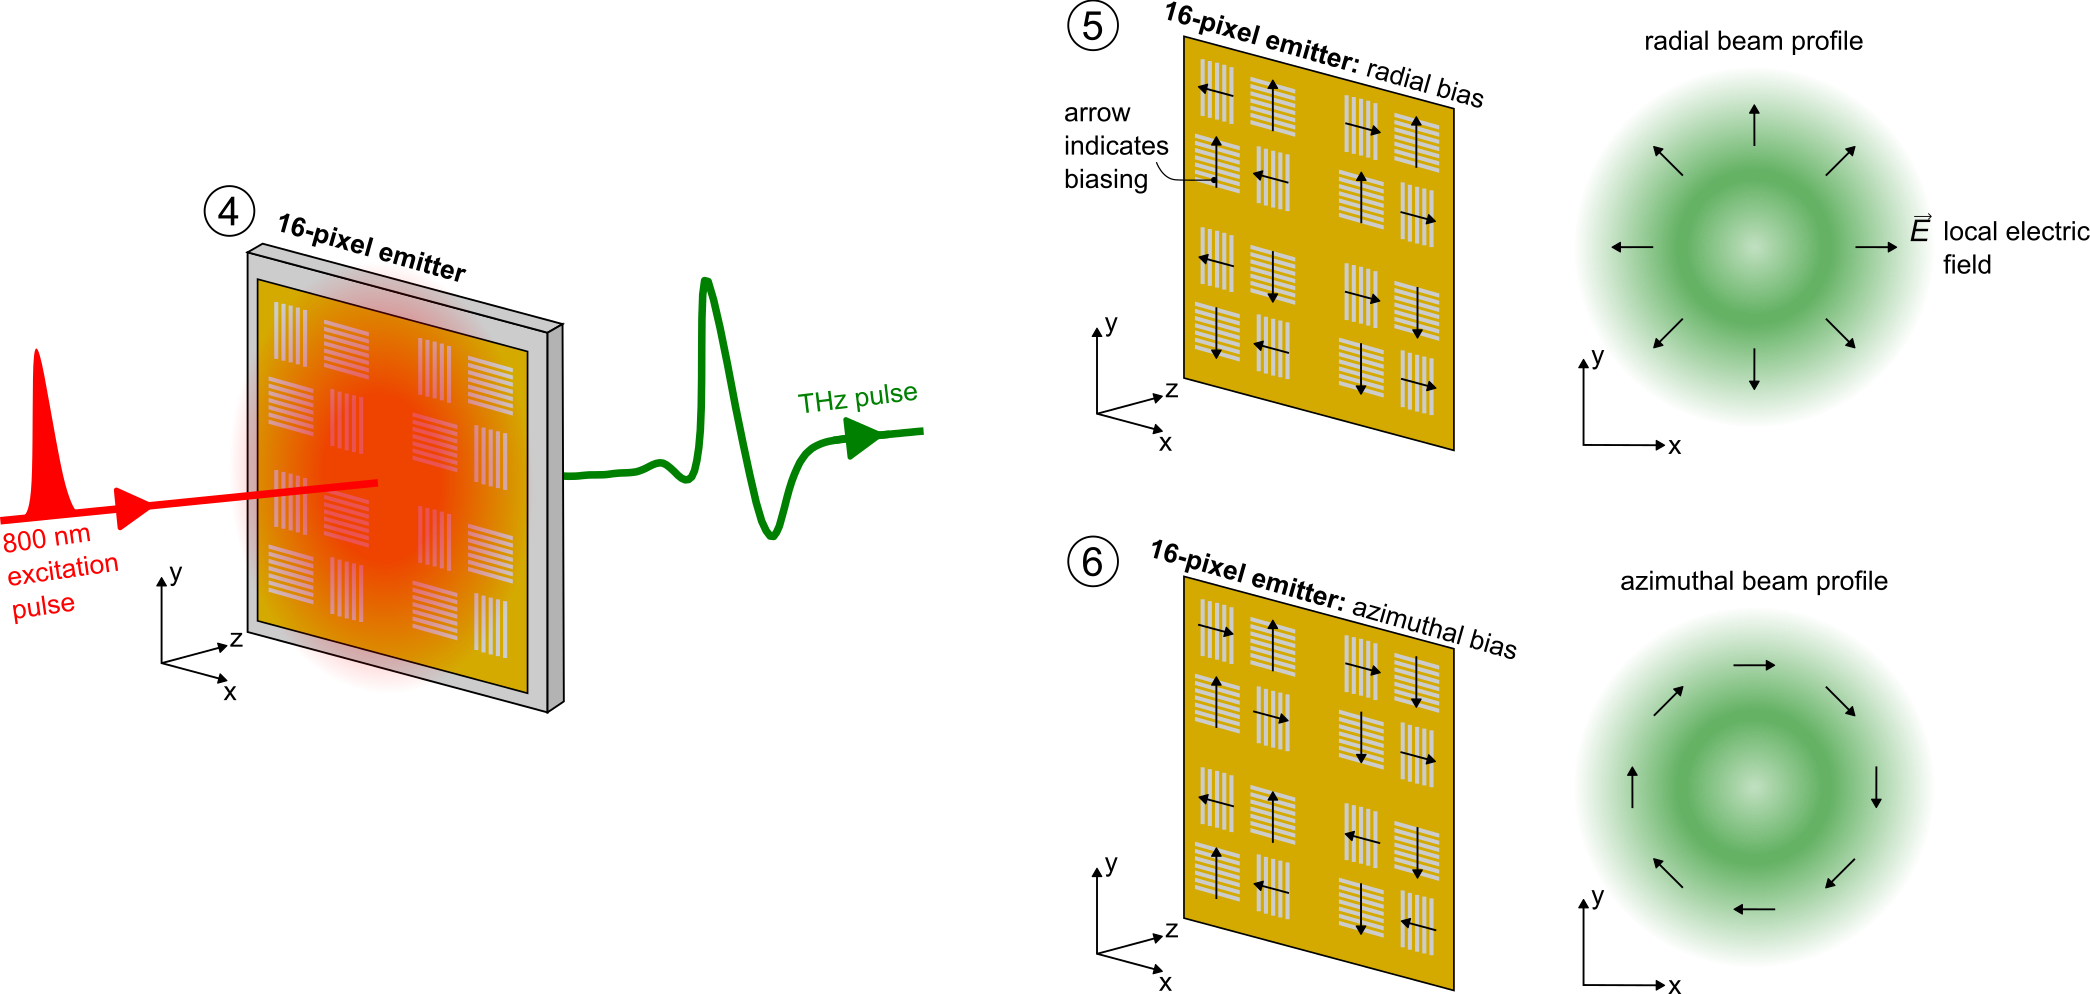 4
16-pixel emitter
800 nm
excitation
pulse
THz pulse
y
z
x
5
16-pixel emitter: radial bias
arrow
indicates
biasing
y
z
x
radial beam profile
E local electric
field
y
x
6
16-pixel emitter: azimuthal bias
y
z
x
azimuthal beam profile
y
x